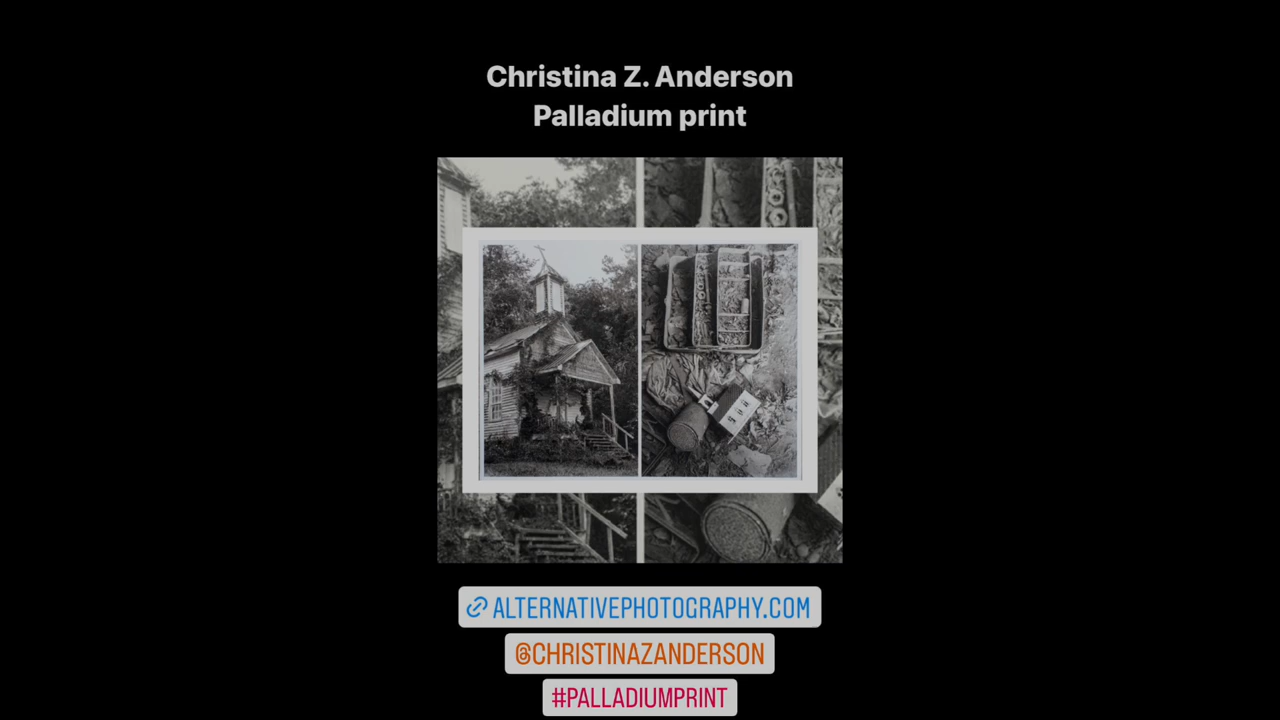 Christina Z. Anderson
Palladium print
ALTERNATIVEPHOTOGRAPHY.COM
@CHRISTINAZANDERSON
#PALLADIUMPRINT